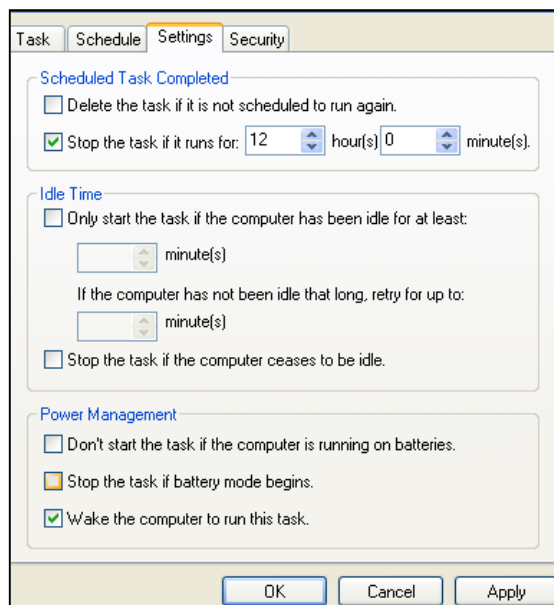 Task Schedule Settings Security
Scheduled Task Completed
Delete the task if it is not scheduled to run again.
Stop the task if it runs for: 12 hour(s) 0 minute(s).
Idle Time
Only start the task if the computer has been idle for at least:
minute(s)
If the computer has not been idle that long, retry for up to:
minute(s)
Stop the task if the computer ceases to be idle.
Power Management
Don't start the task if the computer is running on batteries.
Stop the task if battery mode begins.
Wake the computer to run this task.
OK Cancel Apply